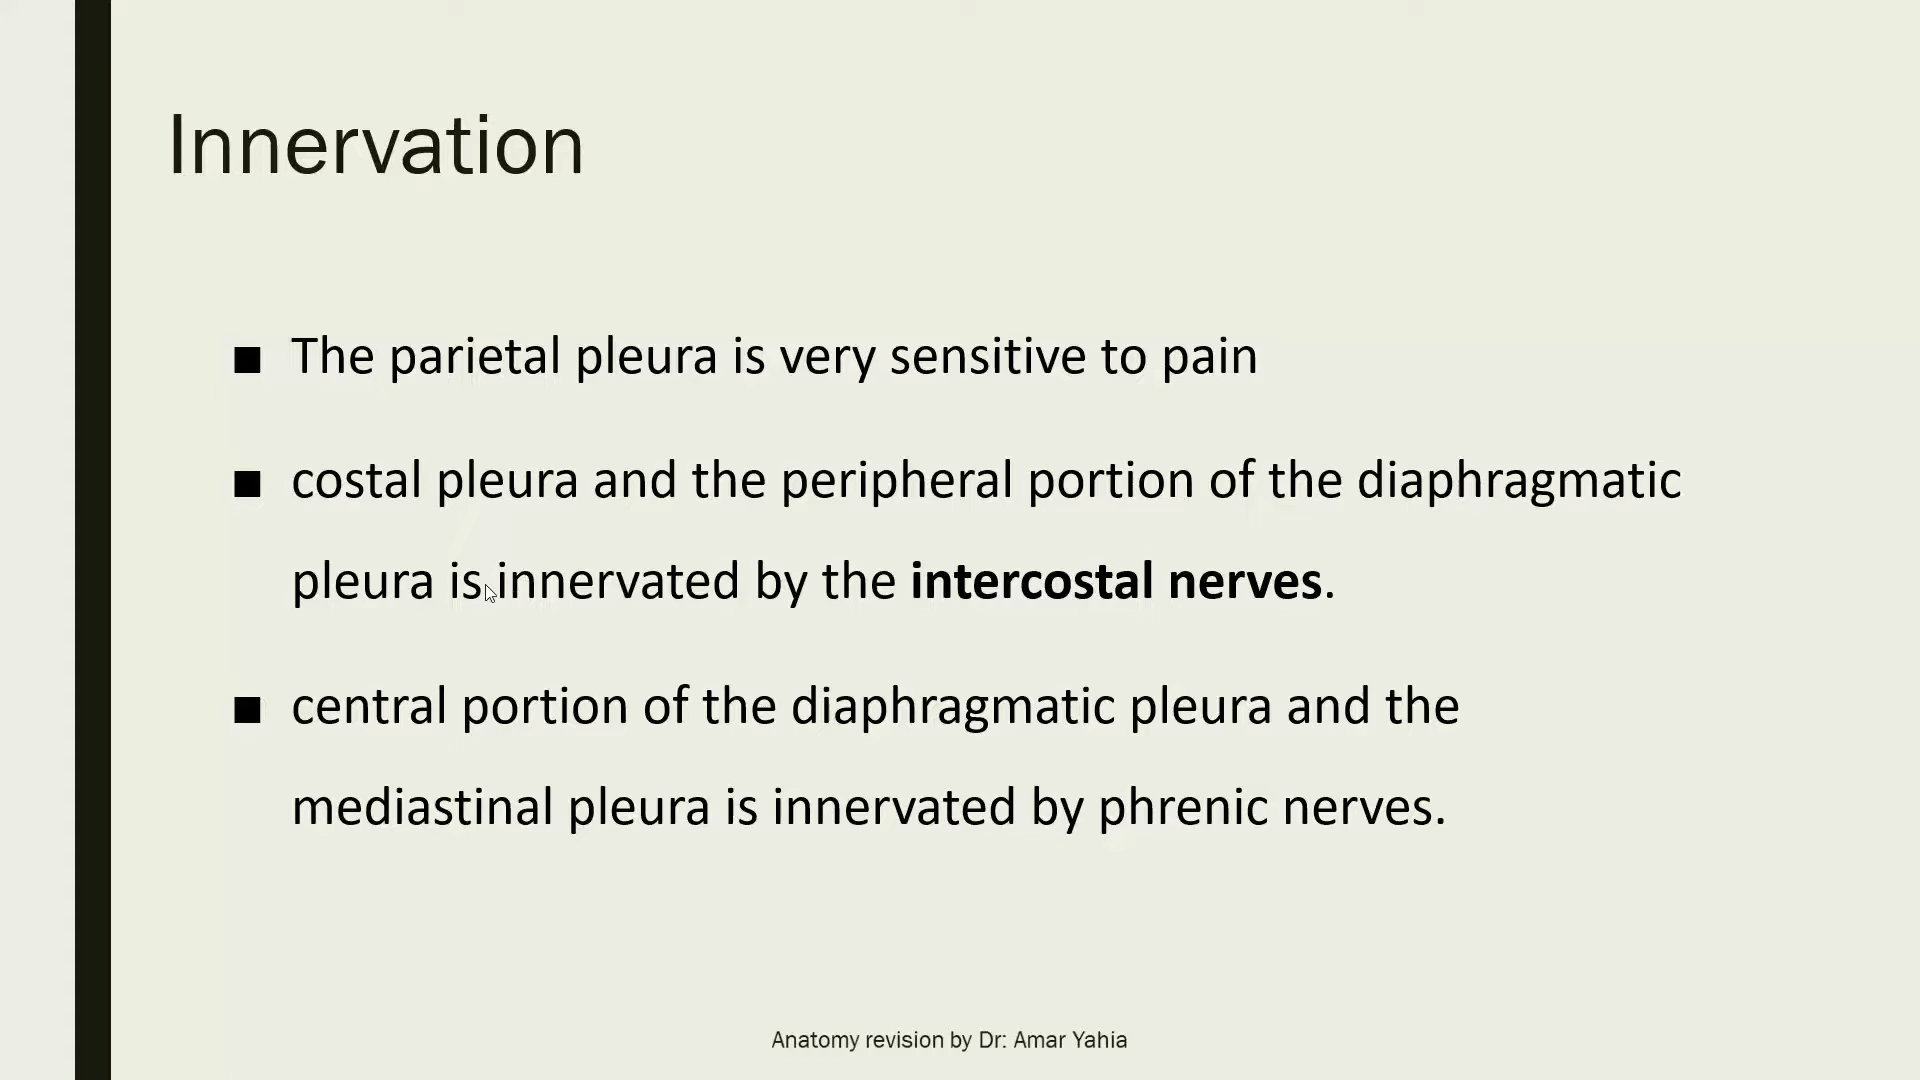 Innervation
■ The parietal pleura is very sensitive to pain
■ costal pleura and the peripheral portion of the diaphragmatic
pleura is innervated by the intercostal nerves.
■ central portion of the diaphragmatic pleura and the
mediastinal pleura is innervated by phrenic nerves.
Anatomy revision by Dr: Amar Yahia